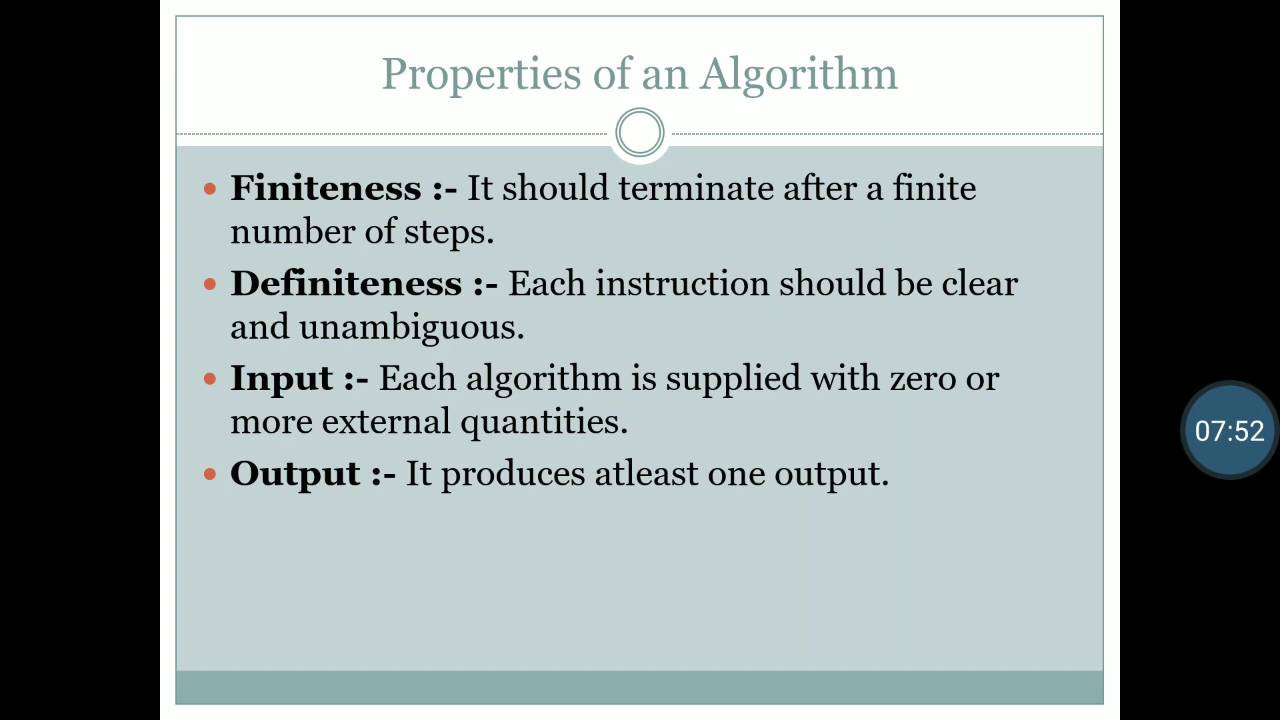 Properties of an Algorithm
Finiteness :- It should terminate after a finite
number of steps.
Definiteness :- Each instruction should be clear
and unambiguous.
Input :- Each algorithm is supplied with zero or
more external quantities.
Output :- It produces atleast one output.
07:52